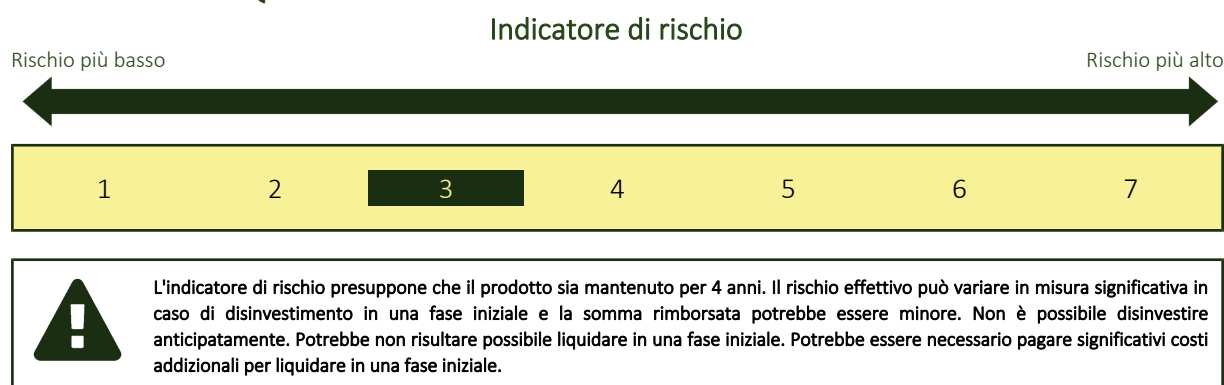 Indicatore di rischio
Rischio più basso
Rischio più alto
1 2 3 4 5 6 7
L'indicatore di rischio presuppone che il prodotto sia mantenuto per 4 anni. Il rischio effettivo può variare in misura significativa in
caso di disinvestimento in una fase iniziale e la somma rimborsata potrebbe essere minore. Non è possibile disinvestire
anticipatamente. Potrebbe non risultare possibile liquidare in una fase iniziale. Potrebbe essere necessario pagare significativi costi
addizionali per liquidare in una fase iniziale.